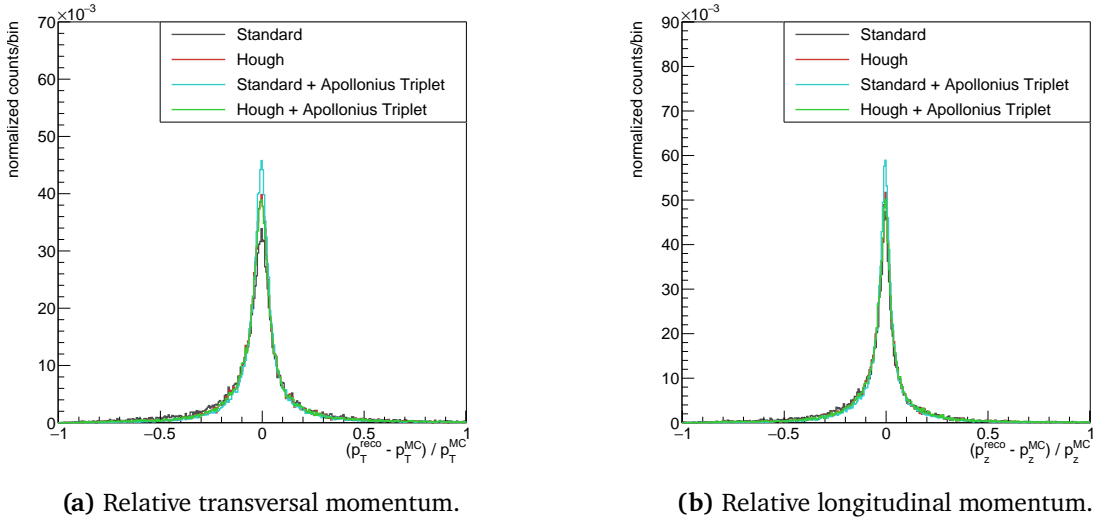 ×10⁻³
normalized counts/bin
70
60
50
40
30
20
10
0
Standard
Hough
Standard + Apollonius Triplet
Hough + Apollonius Triplet
−1 −0.5 0 0.5 1
(p_T^reco - p_T^MC) / p_T^MC
(a) Relative transversal momentum.
×10⁻³
normalized counts/bin
90
80
70
60
50
40
30
20
10
0
Standard
Hough
Standard + Apollonius Triplet
Hough + Apollonius Triplet
−1 −0.5 0 0.5 1
(p_z^reco - p_z^MC) / p_z^MC
(b) Relative longitudinal momentum.